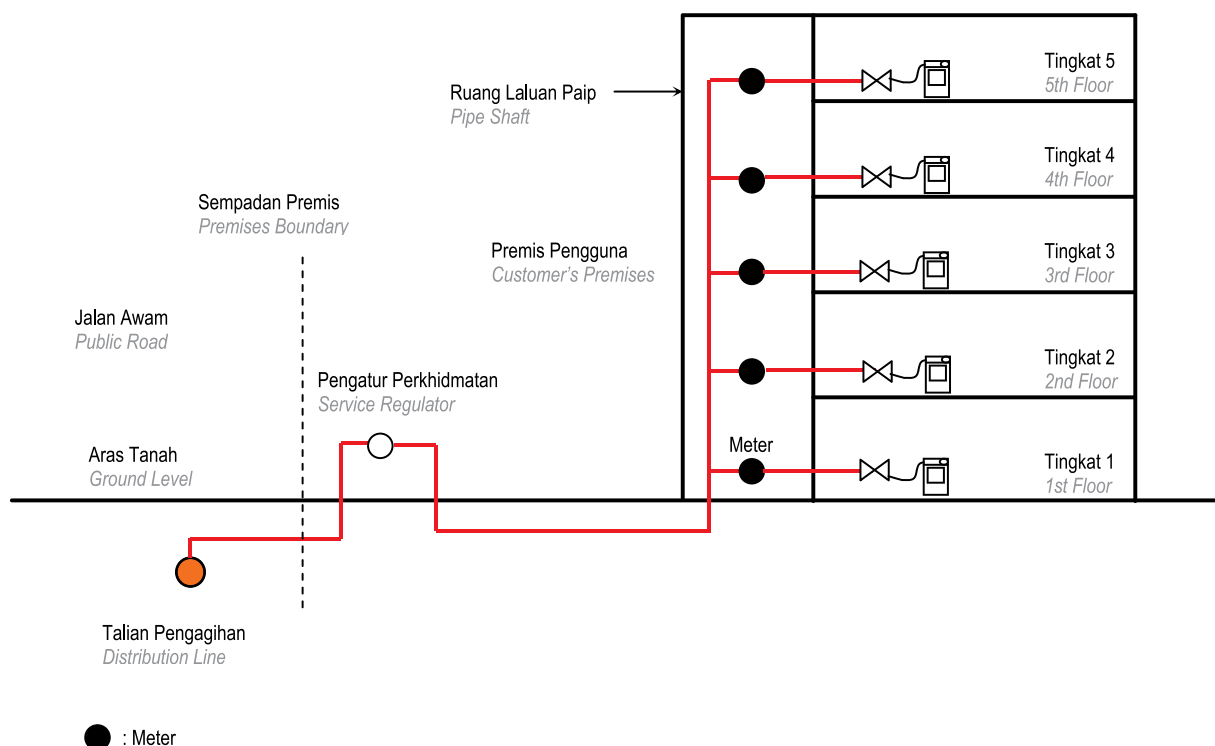 Tingkat 5
5th Floor
Ruang Laluan Paip
Pipe Shaft
Tingkat 4
4th Floor
Sempadan Premis
Premises Boundary
Premis Pengguna
Customer's Premises
Tingkat 3
3rd Floor
Jalan Awam
Public Road
Pengatur Perkhidmatan
Service Regulator
Tingkat 2
2nd Floor
Meter
Aras Tanah
Ground Level
Tingkat 1
1st Floor
Talian Pengagihan
Distribution Line
: Meter